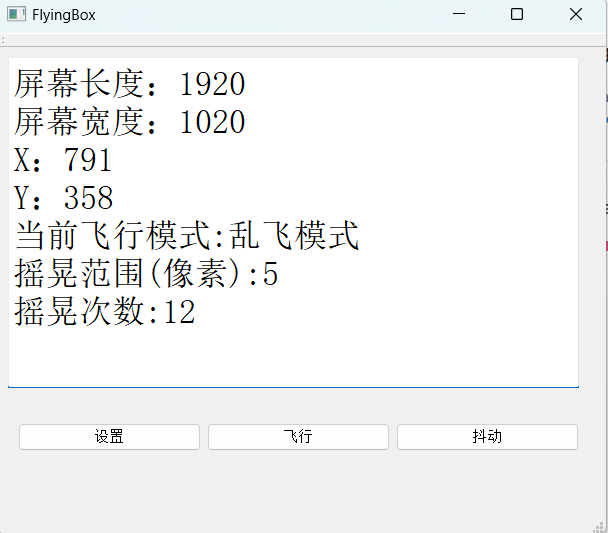 FlyingBox
屏幕长度：1920
屏幕宽度：1020
X：791
Y：358
当前飞行模式:乱飞模式
摇晃范围(像素):5
摇晃次数:12
设置
飞行
抖动